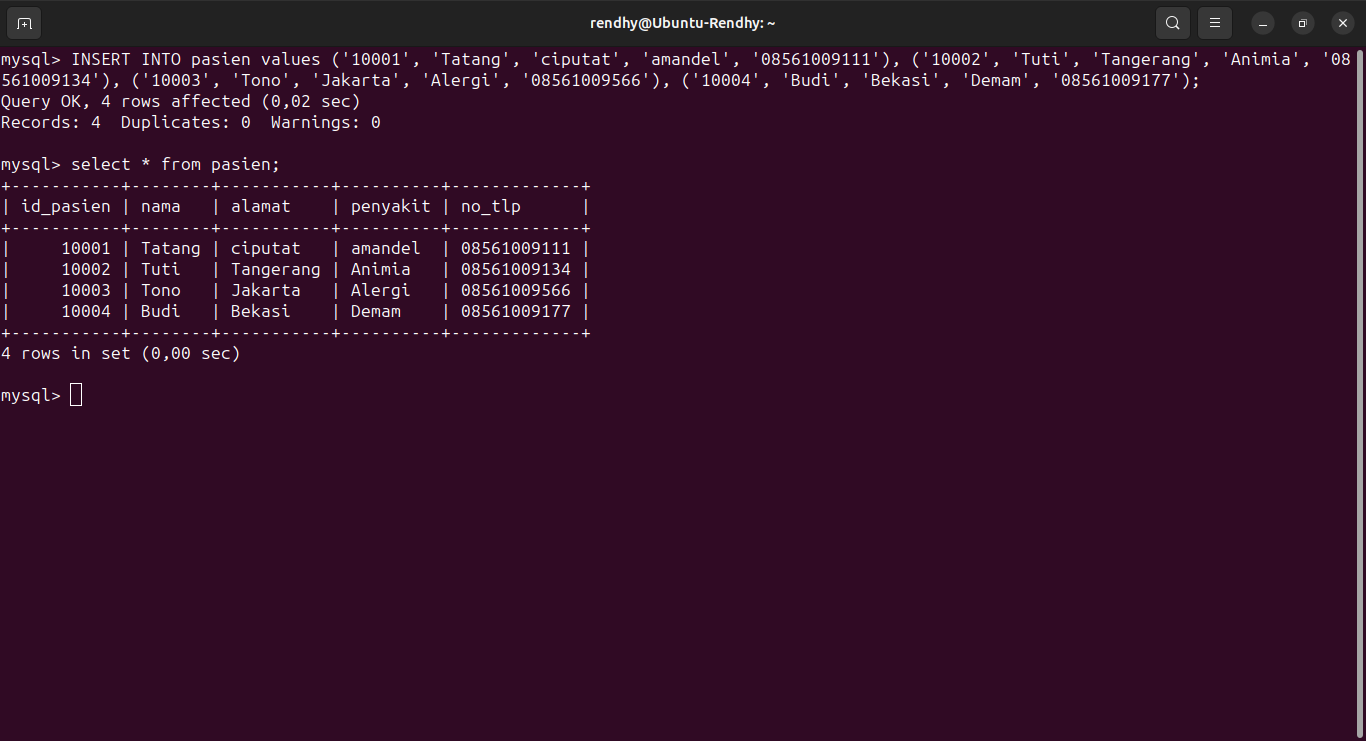 rendhy@Ubuntu-Rendhy: ~
mysql> INSERT INTO pasien values ('10001', 'Tatang', 'ciputat', 'amandel', '08561009111'), ('10002', 'Tuti', 'Tangerang', 'Animia', '08
561009134'), ('10003', 'Tono', 'Jakarta', 'Alergi', '08561009566'), ('10004', 'Budi', 'Bekasi', 'Demam', '08561009177');
Query OK, 4 rows affected (0,02 sec)
Records: 4  Duplicates: 0  Warnings: 0
mysql> select * from pasien;
+-----------+--------+-----------+----------+-------------+
| id_pasien | nama   | alamat    | penyakit | no_tlp      |
+-----------+--------+-----------+----------+-------------+
|     10001 | Tatang | ciputat   | amandel  | 08561009111 |
|     10002 | Tuti   | Tangerang | Animia   | 08561009134 |
|     10003 | Tono   | Jakarta   | Alergi   | 08561009566 |
|     10004 | Budi   | Bekasi    | Demam    | 08561009177 |
+-----------+--------+-----------+----------+-------------+
4 rows in set (0,00 sec)
mysql>